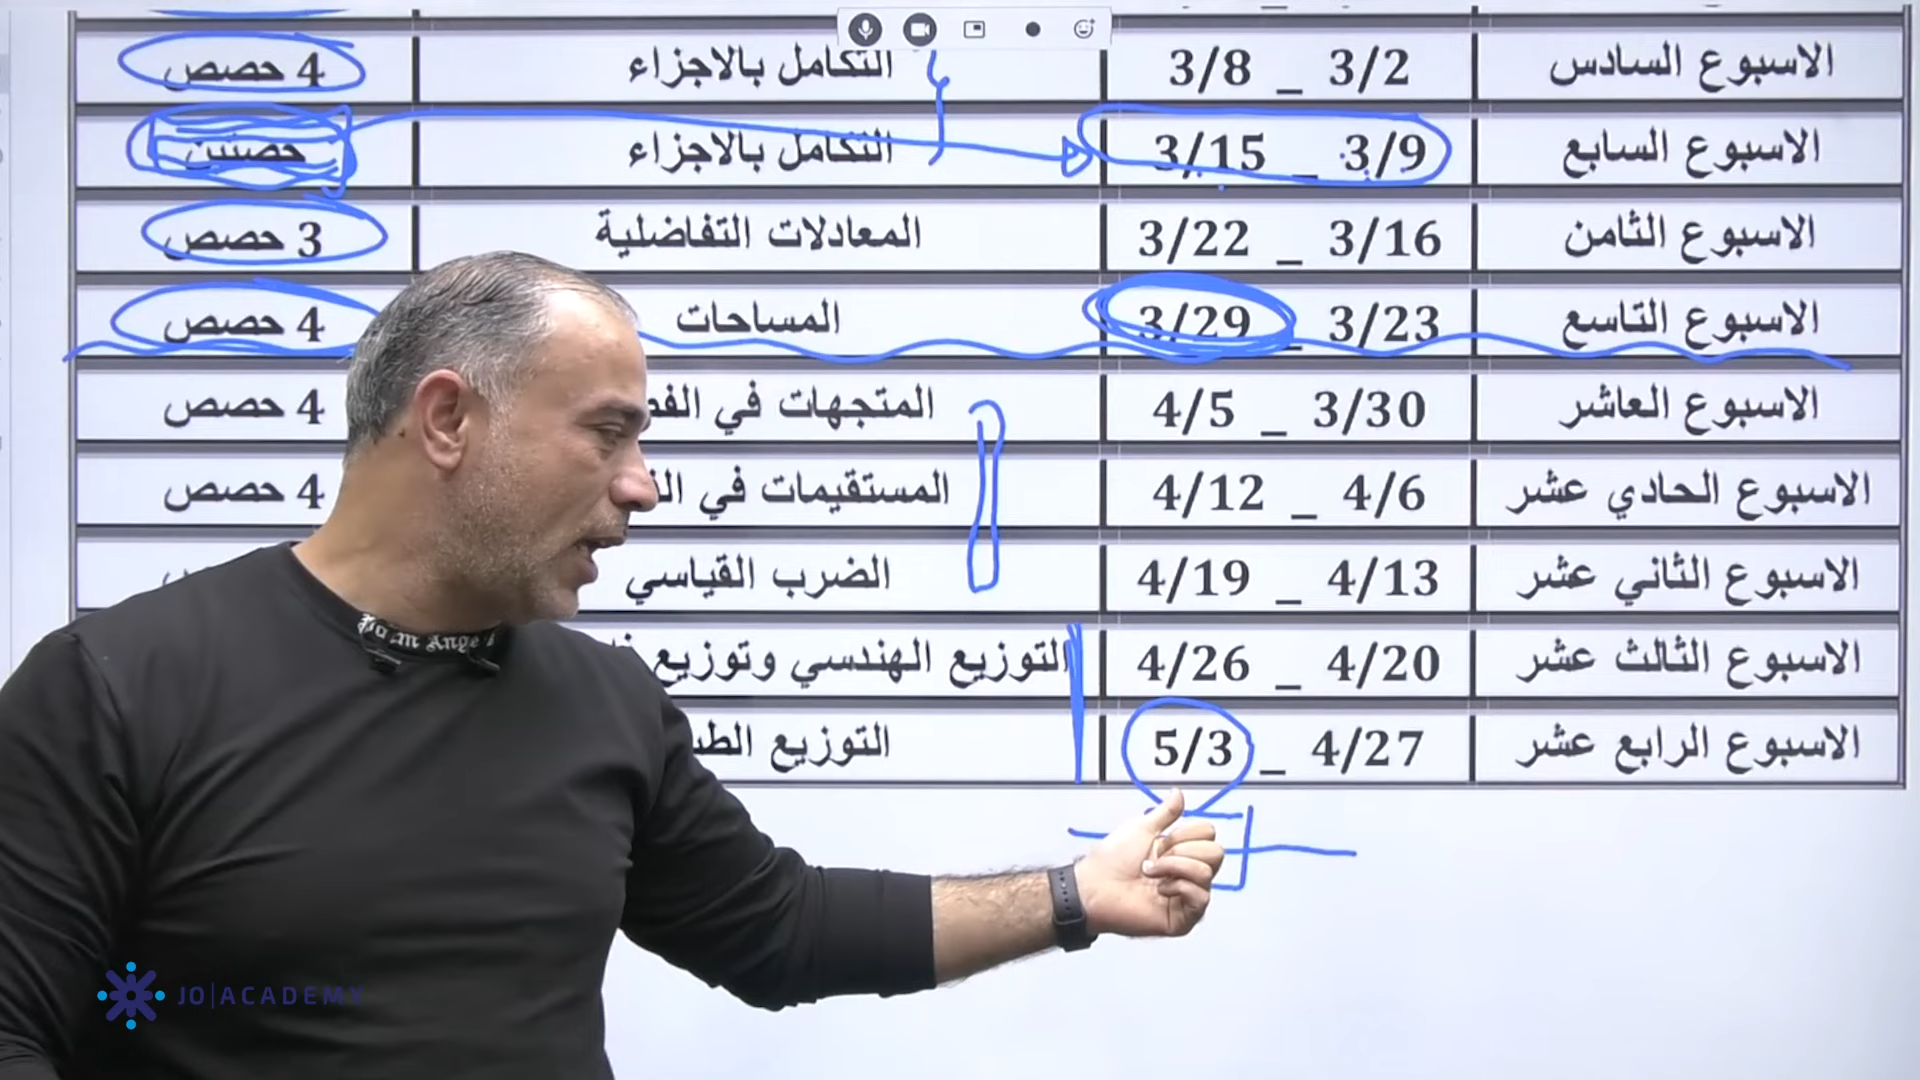 الاسبوع السادس 3/2 _ 3/8 التكامل بالاجزاء 4 حصص
الاسبوع السابع 3/9 _ 3/15 التكامل بالاجزاء حصتين
الاسبوع الثامن 3/16 _ 3/22 المعادلات التفاضلية 3 حصص
الاسبوع التاسع 3/23 _ 3/29 المساحات 4 حصص
الاسبوع العاشر 3/30 _ 4/5 المتجهات في 4 حصص
الاسبوع الحادي عشر 4/6 _ 4/12 المستقيمات في 4 حصص
الاسبوع الثاني عشر 4/13 _ 4/19 الضرب القياسي
الاسبوع الثالث عشر 4/20 _ 4/26 التوزيع الهندسي وتوزيع
الاسبوع الرابع عشر 4/27 _ 5/3 التوزيع
Palm Angels
JO|ACADEMY